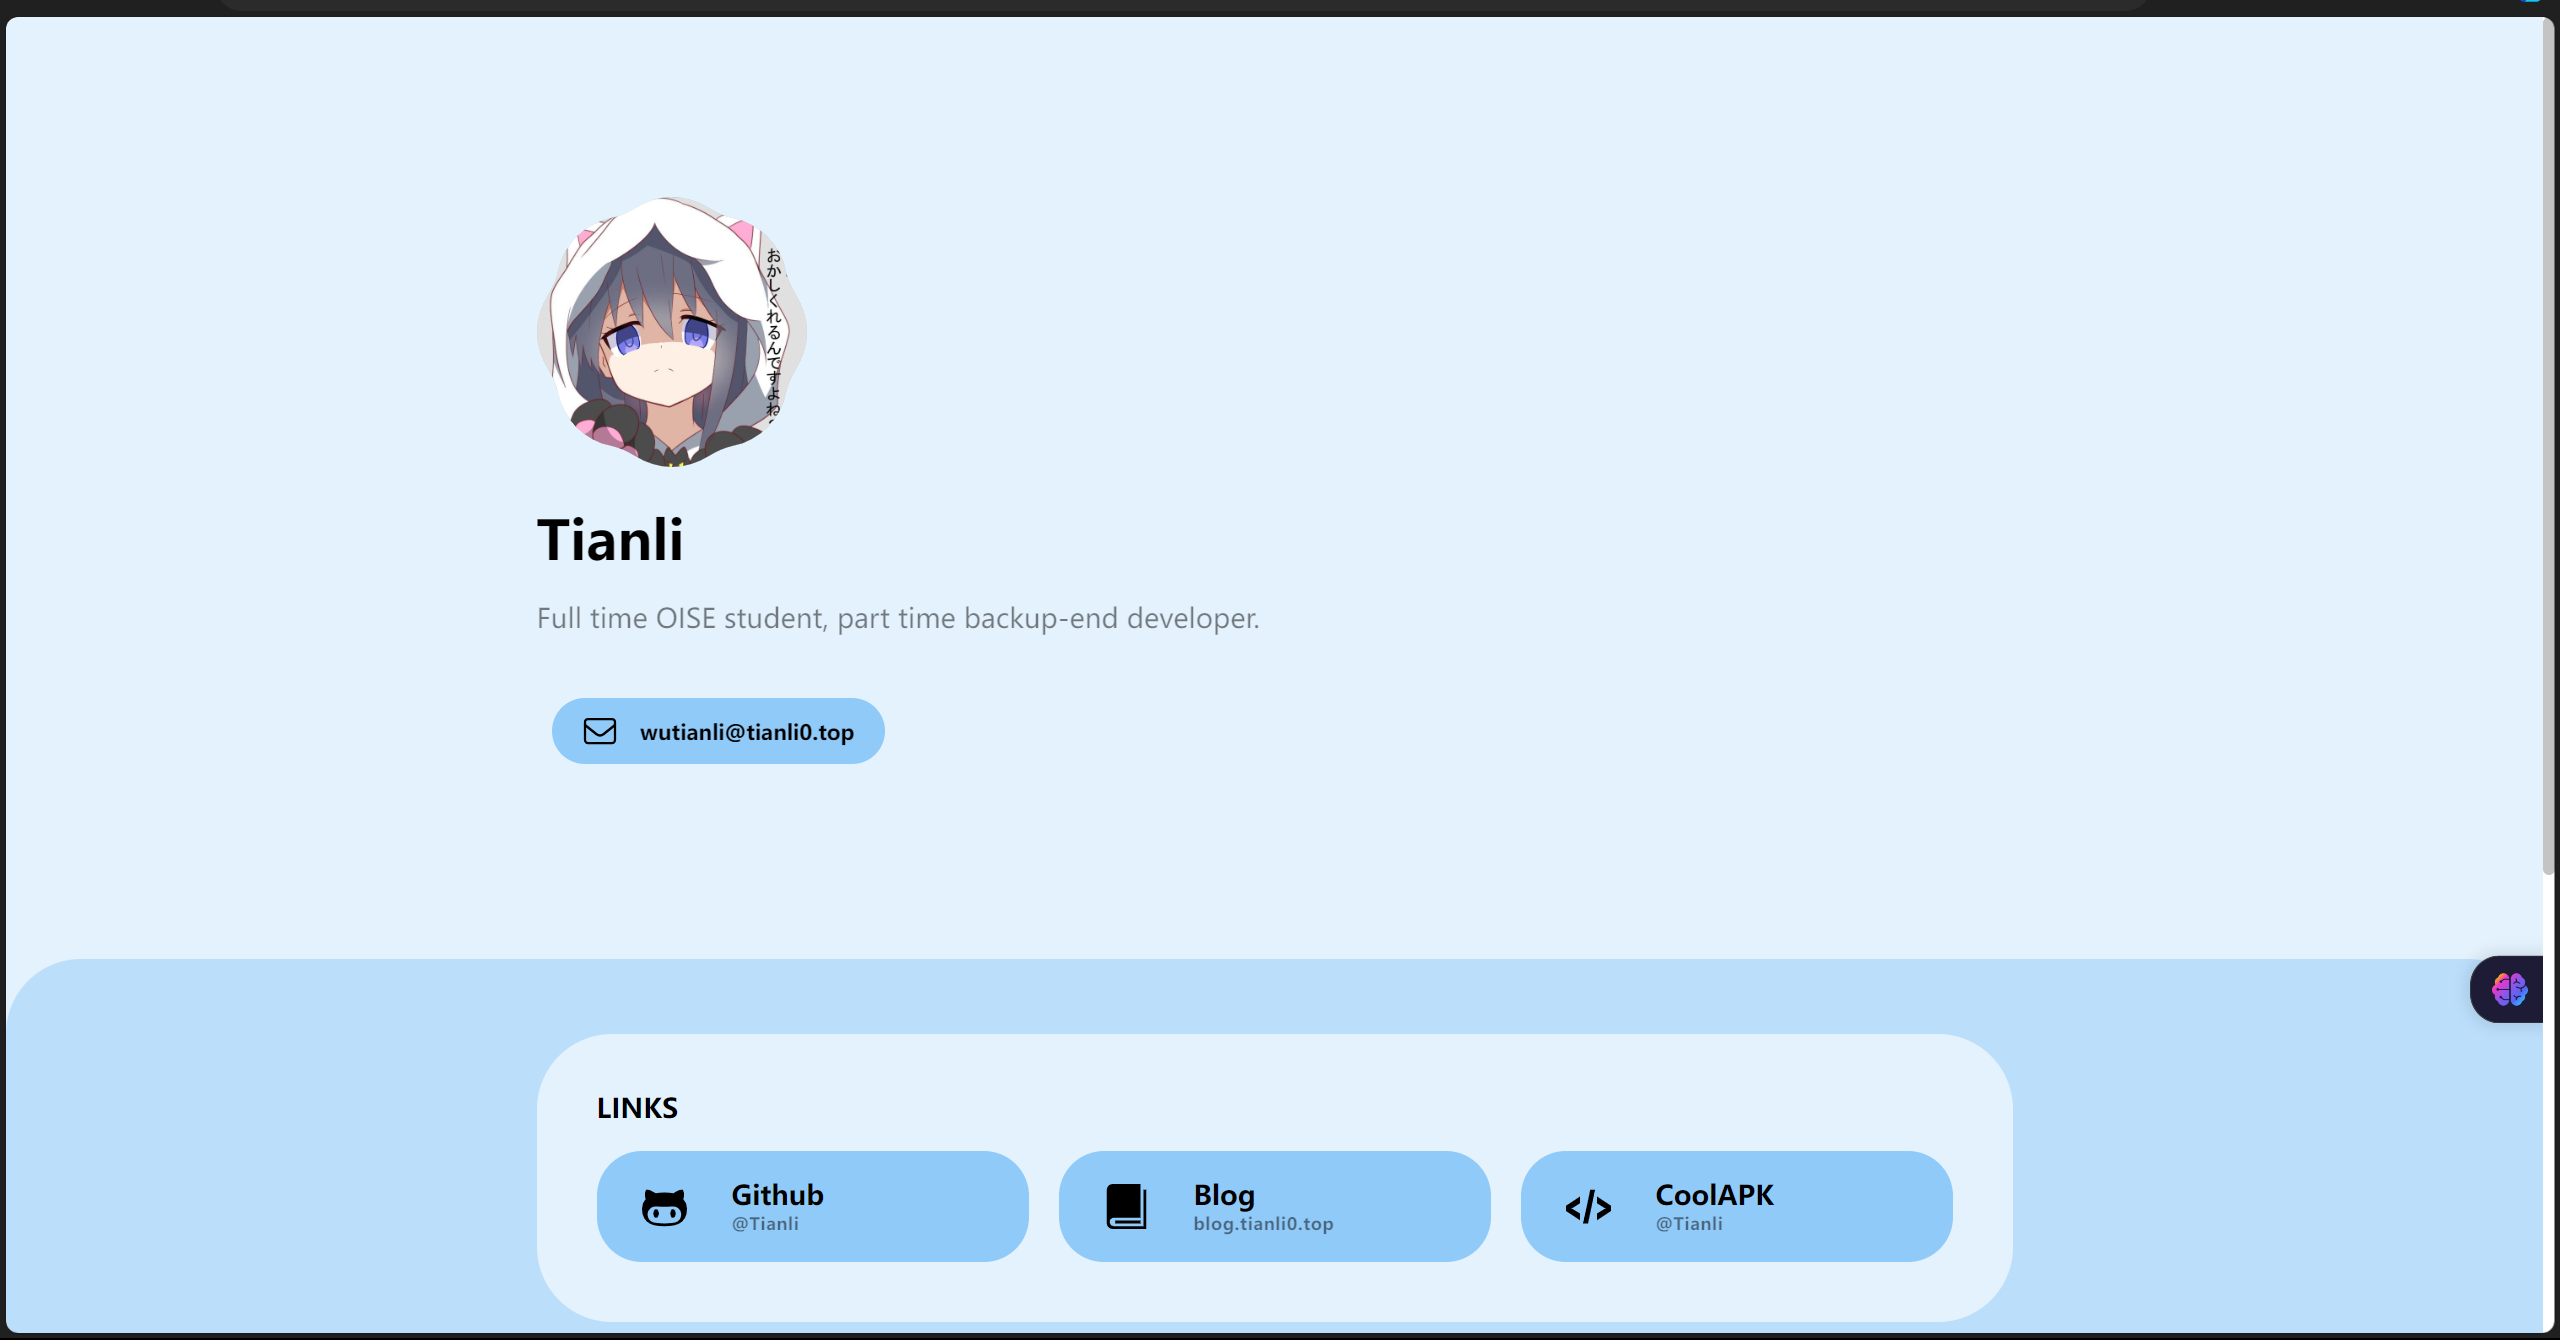 おかしくれるんですよね
Tianli
Full time OISE student, part time backup-end developer.
wutianli@tianli0.top
LINKS
Github
@Tianli
Blog
blog.tianli0.top
CoolAPK
@Tianli